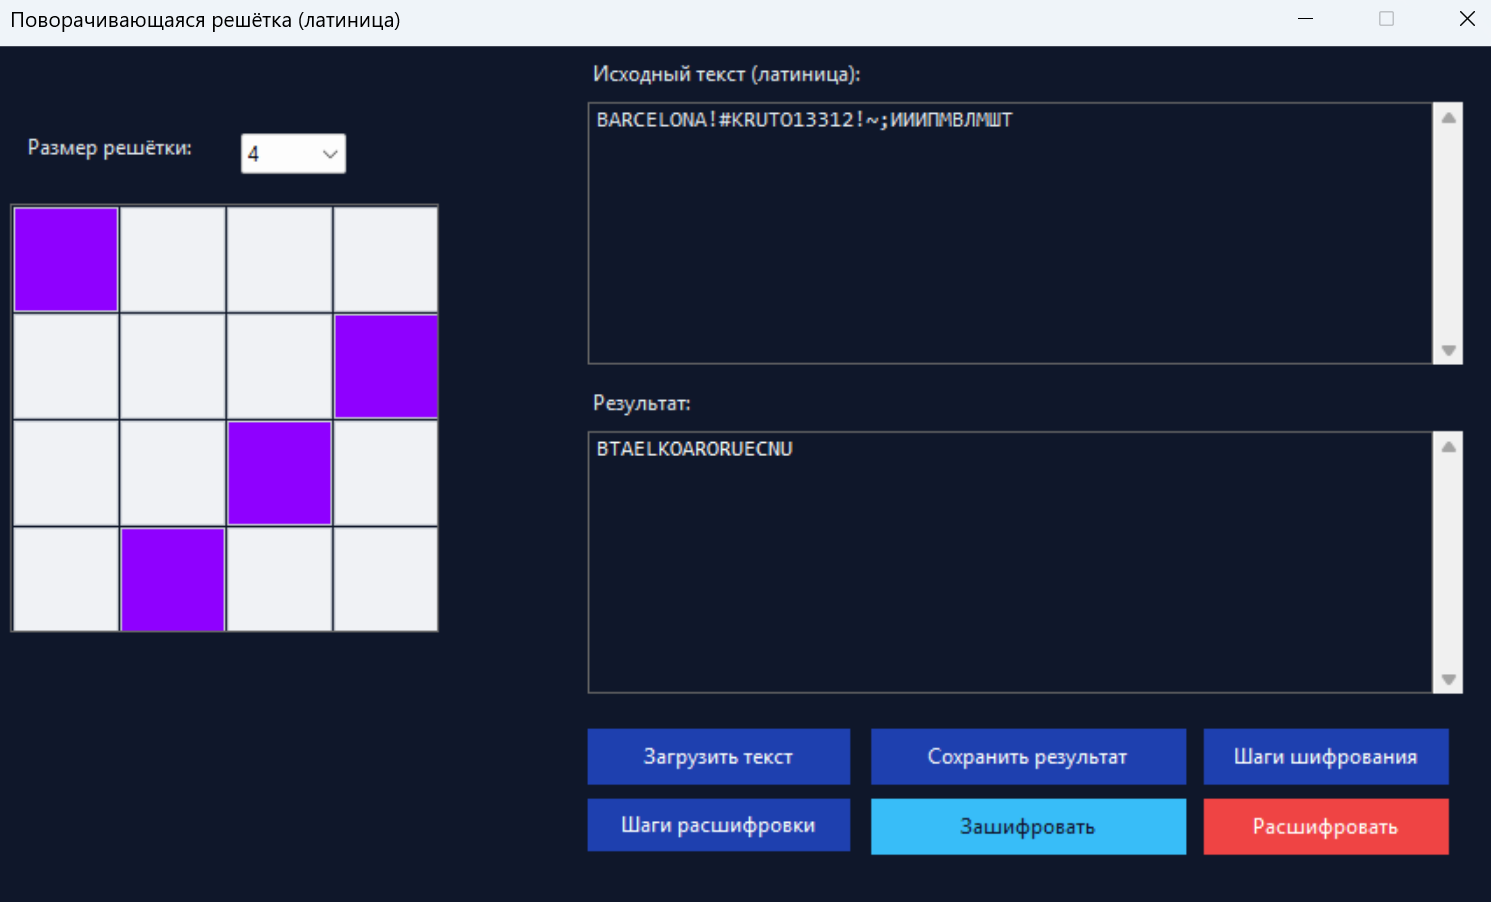 Поворачивающаяся решётка (латиница)
Исходный текст (латиница):
BARCELONA!#KRUTO13312!~;ИИИПМВЛМШТ
Размер решётки:
4
Результат:
BTAELKOARORUECNU
Загрузить текст
Сохранить результат
Шаги шифрования
Шаги расшифровки
Зашифровать
Расшифровать